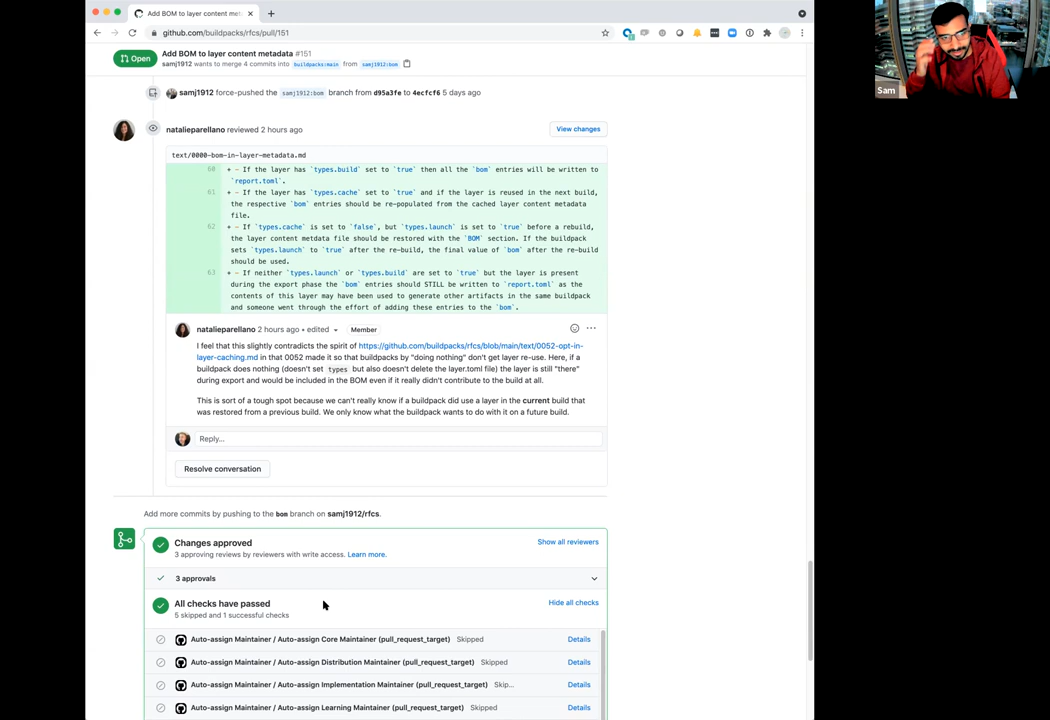 Add BOM to layer content met
github.com/buildpacks/rfcs/pull/151
Open
Add BOM to layer content metadata #151
samj1912 wants to merge 4 commits into buildpacks:main from samj1912:bom
samj1912 force-pushed the samj1912:bom branch from d95a3fe to 4ecfcf6 5 days ago
natalieparellano reviewed 2 hours ago
View changes
text/0000-bom-in-layer-metadata.md
60 + - If the layer has `types.build` set to `true` then all the `bom` entries will be written to
`report.toml`.
61 + - If the layer has `types.cache` set to `true` and if the layer is reused in the next build,
the respective `bom` entries should be re-populated from the cached layer content metadata
file.
62 + - If `types.cache` is set to `false`, but `types.launch` is set to `true` before a rebuild,
the layer content metdata file should be restored with the `BOM` section. If the buildpack
sets `types.launch` to `true` after the re-build, the final value of `bom` after the re-build
should be used.
63 + - If neither `types.launch` or `types.build` are set to `true` but the layer is present
during the export phase the `bom` entries should STILL be written to `report.toml` as the
contents of this layer may have been used to generate other artifacts in the same buildpack
and someone went through the effort of adding these entries to the `bom`.
natalieparellano 2 hours ago • edited Member
I feel that this slightly contradicts the spirit of https://github.com/buildpacks/rfcs/blob/main/text/0052-opt-in-
layer-caching.md in that 0052 made it so that buildpacks by "doing nothing" don't get layer re-use. Here, if a
buildpack does nothing (doesn't set types but also doesn't delete the layer.toml file) the layer is still "there"
during export and would be included in the BOM even if it really didn't contribute to the build at all.
This is sort of a tough spot because we can't really know if a buildpack did use a layer in the current build that
was restored from a previous build. We only know what the buildpack wants to do with it on a future build.
Reply...
Resolve conversation
Add more commits by pushing to the bom branch on samj1912/rfcs.
Changes approved
3 approving reviews by reviewers with write access. Learn more.
Show all reviewers
3 approvals
All checks have passed
5 skipped and 1 successful checks
Hide all checks
Auto-assign Maintainer / Auto-assign Core Maintainer (pull_request_target) Skipped Details
Auto-assign Maintainer / Auto-assign Distribution Maintainer (pull_request_target) Skipped Details
Auto-assign Maintainer / Auto-assign Implementation Maintainer (pull_request_target) Skip... Details
Auto-assign Maintainer / Auto-assign Learning Maintainer (pull_request_target) Skipped Details
Sam